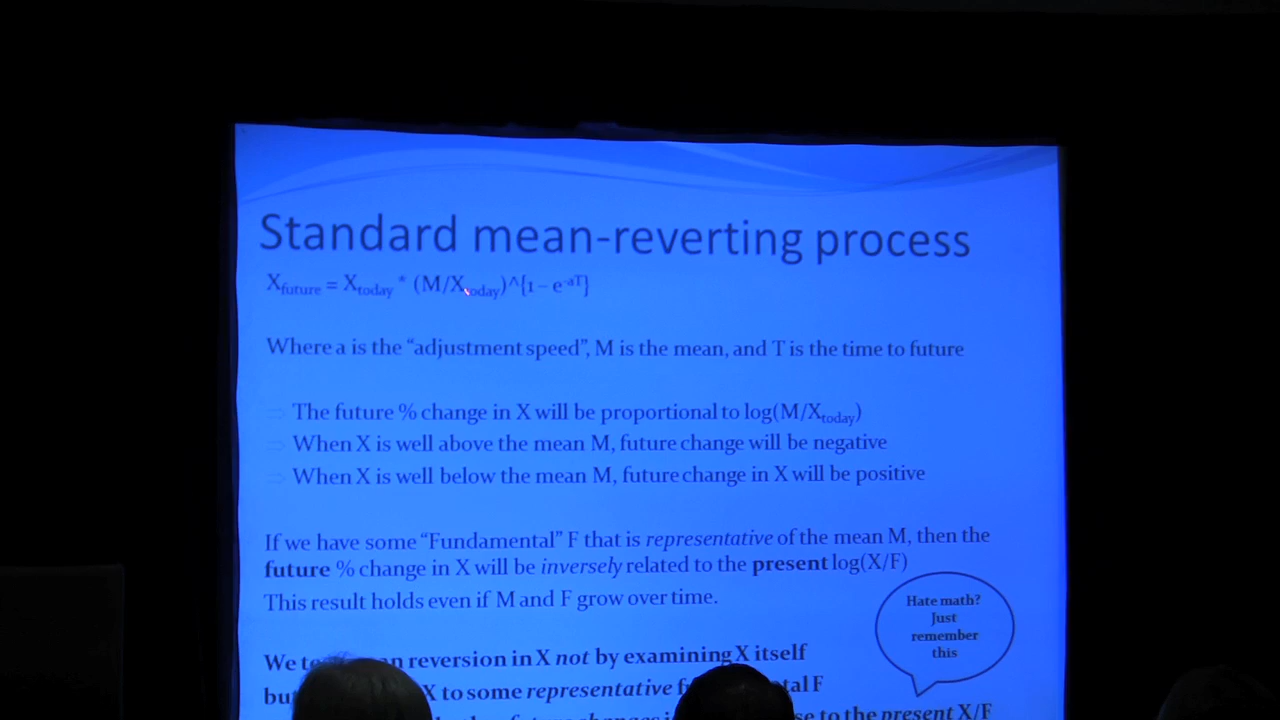 Standard mean-reverting process
X_future = X_today * (M/X_today)^{1 – e^-aT}
Where a is the “adjustment speed”, M is the mean, and T is the time to future
⇒ The future % change in X will be proportional to log(M/X_today)
⇒ When X is well above the mean M, future change will be negative
⇒ When X is well below the mean M, future change in X will be positive
If we have some “Fundamental” F that is representative of the mean M, then the
future % change in X will be inversely related to the present log(X/F)
This result holds even if M and F grow over time.
Hate math?
Just
remember
this
We reversion in X not by examining X itself
X to some representative F
to the present X/F